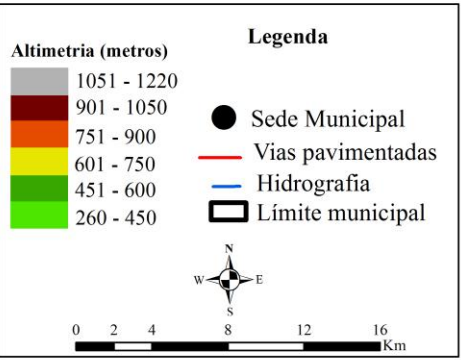 Legenda
Altimetria (metros)
1051 - 1220
901 - 1050
751 - 900
601 - 750
451 - 600
260 - 450
Sede Municipal
Vias pavimentadas
Hidrografia
Límite municipal
N
W E
S
0 2 4 8 12 16
Km